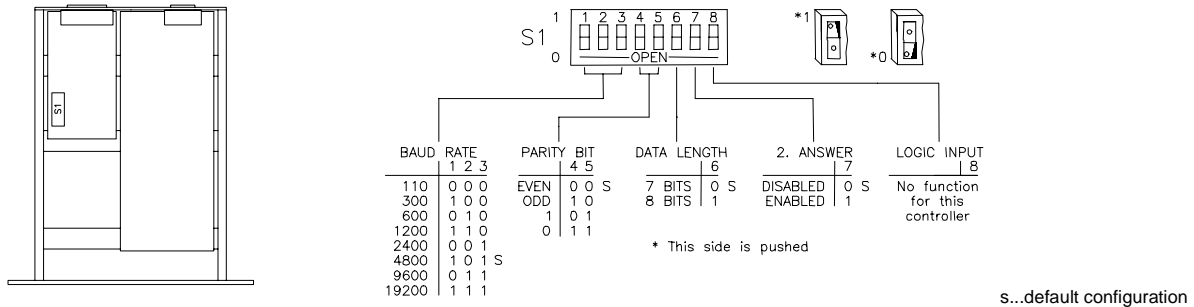 S1
1 1 2 3 4 5 6 7 8
S1
0 OPEN
*1
*0
BAUD RATE
1 2 3
110 0 0 0
300 1 0 0
600 0 1 0
1200 1 1 0
2400 0 0 1
4800 1 0 1 S
9600 0 1 1
19200 1 1 1
PARITY BIT
4 5
EVEN 0 0 S
ODD 1 0
1 0 1
0 1 1
DATA LENGTH
6
7 BITS 0 S
8 BITS 1
2. ANSWER
7
DISABLED 0 S
ENABLED 1
LOGIC INPUT
8
No function
for this
controller
* This side is pushed
s...default configuration